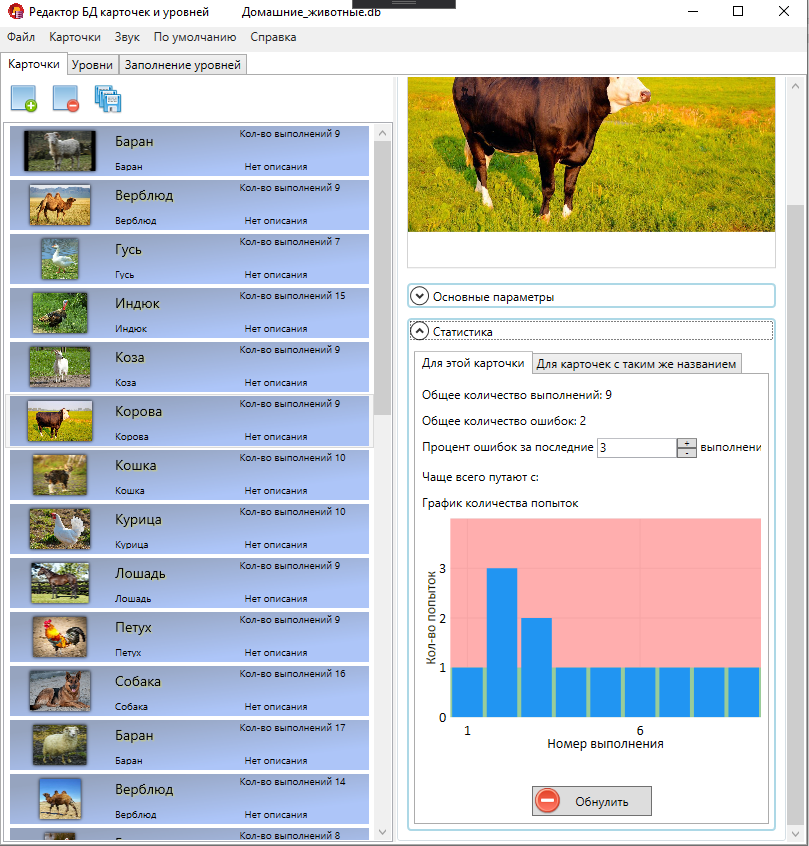 Редактор БД карточек и уровней Домашние_животные.db
Файл Карточки Звук По умолчанию Справка
Карточки Уровни Заполнение уровней
Баран Кол-во выполнений 9
Баран Нет описания
Верблюд Кол-во выполнений 9
Верблюд Нет описания
Гусь Кол-во выполнений 7
Гусь Нет описания
Индюк Кол-во выполнений 15
Индюк Нет описания
Коза Кол-во выполнений 9
Коза Нет описания
Корова Кол-во выполнений 9
Корова Нет описания
Кошка Кол-во выполнений 10
Кошка Нет описания
Курица Кол-во выполнений 10
Курица Нет описания
Лошадь Кол-во выполнений 9
Лошадь Нет описания
Петух Кол-во выполнений 9
Петух Нет описания
Собака Кол-во выполнений 16
Собака Нет описания
Баран Кол-во выполнений 17
Баран Нет описания
Верблюд Кол-во выполнений 14
Верблюд Нет описания
Кол-во выполнений 8
Основные параметры
Статистика
Для этой карточки Для карточек с таким же названием
Общее количество выполнений: 9
Общее количество ошибок: 2
Процент ошибок за последние 3 + - выполнени
Чаще всего путают с:
График количества попыток
Кол-во попыток
3
2
1
0
1 6
Номер выполнения
Обнулить